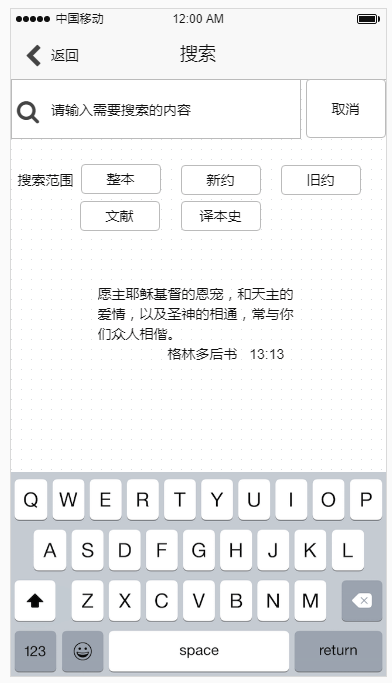 中国移动 12:00 AM
返回 搜索
请输入需要搜索的内容 取消
搜索范围 整本 新约 旧约
文献 译本史
愿主耶稣基督的恩宠，和天主的
爱情，以及圣神的相通，常与你
们众人相偕。
格林多后书 13:13
Q W E R T Y U I O P
A S D F G H J K L
Z X C V B N M
123 space return